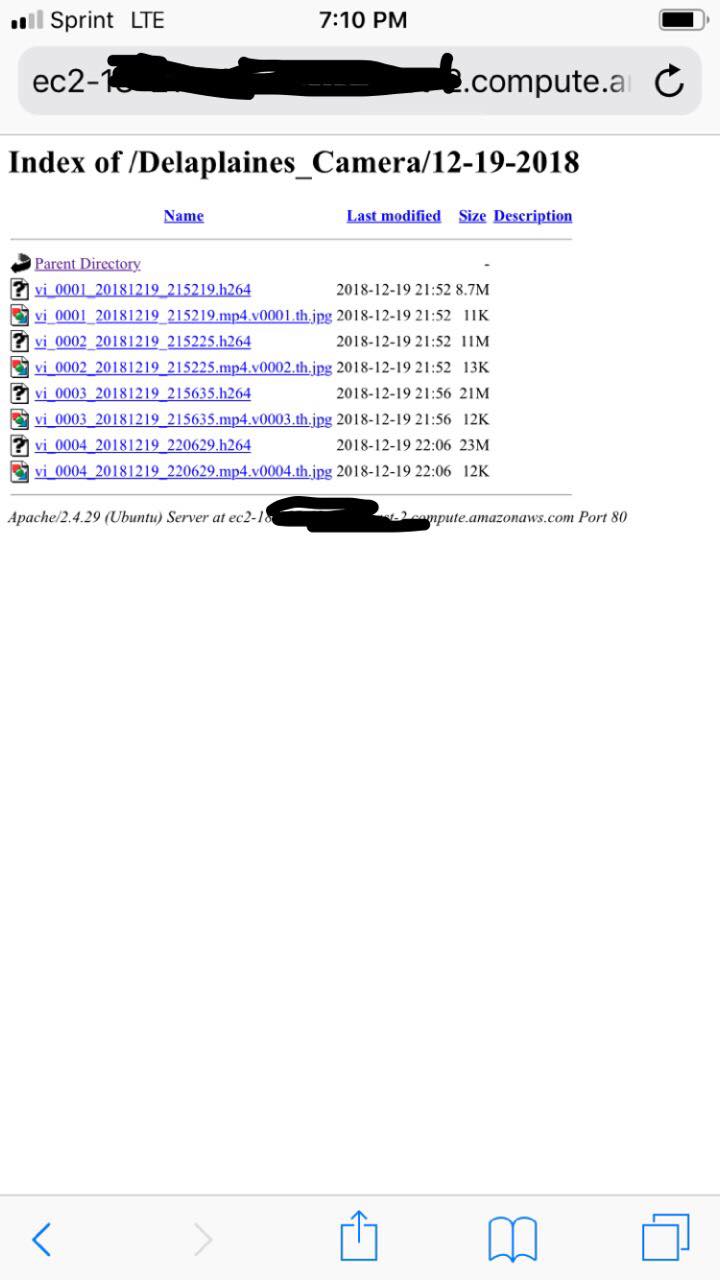 Sprint LTE 7:10 PM
ec2-1 .compute.a
Index of /Delaplaines_Camera/12-19-2018
Name Last modified Size Description
Parent Directory -
vi_0001_20181219_215219.h264 2018-12-19 21:52 8.7M
vi_0001_20181219_215219.mp4.v0001.th.jpg 2018-12-19 21:52 11K
vi_0002_20181219_215225.h264 2018-12-19 21:52 11M
vi_0002_20181219_215225.mp4.v0002.th.jpg 2018-12-19 21:52 13K
vi_0003_20181219_215635.h264 2018-12-19 21:56 21M
vi_0003_20181219_215635.mp4.v0003.th.jpg 2018-12-19 21:56 12K
vi_0004_20181219_220629.h264 2018-12-19 22:06 23M
vi_0004_20181219_220629.mp4.v0004.th.jpg 2018-12-19 22:06 12K
Apache/2.4.29 (Ubuntu) Server at ec2-18 st-2.compute.amazonaws.com Port 80